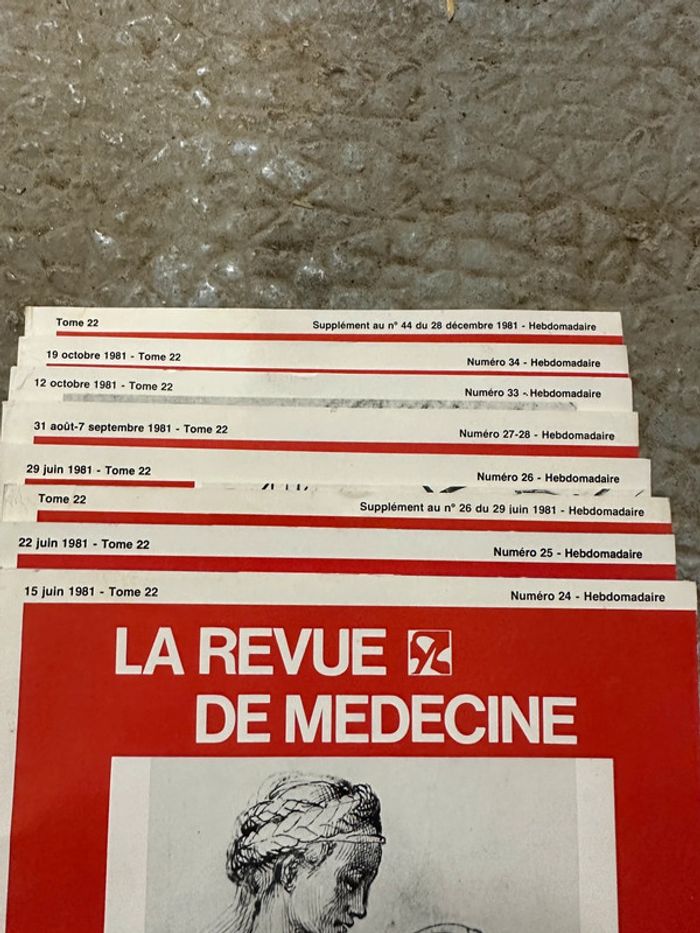 Tome 22 Supplément au n° 44 du 28 décembre 1981 - Hebdomadaire
19 octobre 1981 - Tome 22 Numéro 34 - Hebdomadaire
12 octobre 1981 - Tome 22 Numéro 33 - Hebdomadaire
31 août-7 septembre 1981 - Tome 22 Numéro 27-28 - Hebdomadaire
29 juin 1981 - Tome 22 Numéro 26 - Hebdomadaire
Tome 22 Supplément au n° 26 du 29 juin 1981 - Hebdomadaire
22 juin 1981 - Tome 22 Numéro 25 - Hebdomadaire
15 juin 1981 - Tome 22 Numéro 24 - Hebdomadaire
LA REVUE
DE MEDECINE